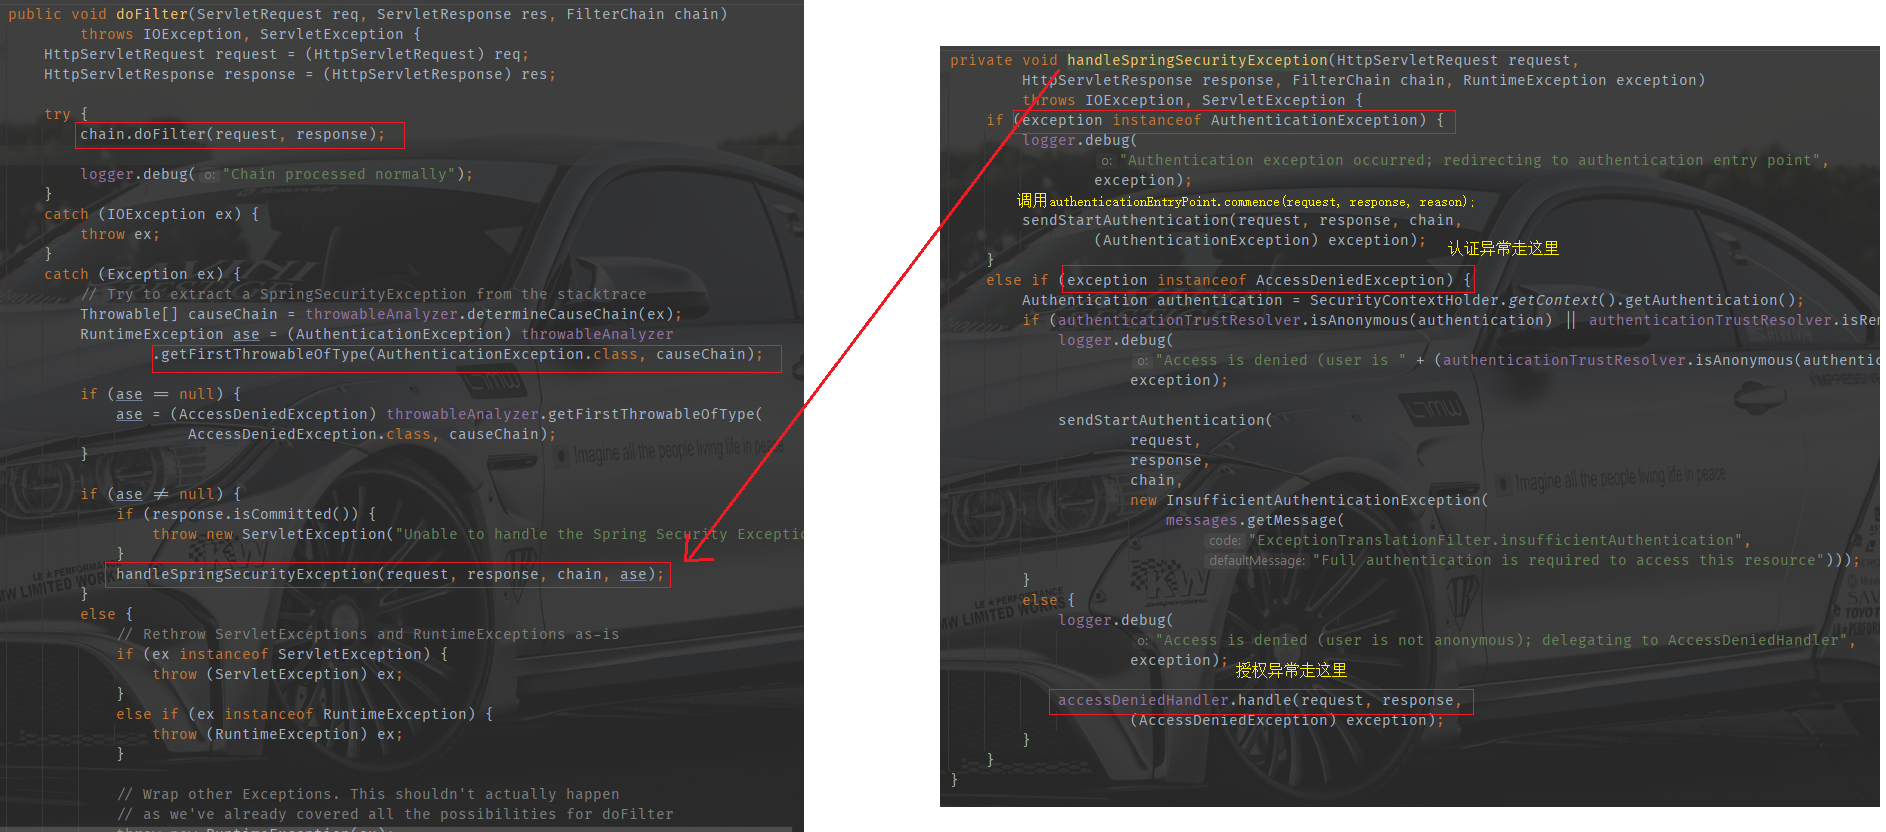 public void doFilter(ServletRequest req, ServletResponse res, FilterChain chain)
throws IOException, ServletException {
HttpServletRequest request = (HttpServletRequest) req;
HttpServletResponse response = (HttpServletResponse) res;
try {
chain.doFilter(request, response);
logger.debug( o: "Chain processed normally");
}
catch (IOException ex) {
throw ex;
}
catch (Exception ex) {
// Try to extract a SpringSecurityException from the stacktrace
Throwable[] causeChain = throwableAnalyzer.determineCauseChain(ex);
RuntimeException ase = (AuthenticationException) throwableAnalyzer
.getFirstThrowableOfType(AuthenticationException.class, causeChain);
if (ase == null) {
ase = (AccessDeniedException) throwableAnalyzer.getFirstThrowableOfType(
AccessDeniedException.class, causeChain);
}
if (ase ≠ null) {
if (response.isCommitted()) {
throw new ServletException("Unable to handle the Spring Security Exceptio
}
handleSpringSecurityException(request, response, chain, ase);
}
else {
// Rethrow ServletExceptions and RuntimeExceptions as-is
if (ex instanceof ServletException) {
throw (ServletException) ex;
}
else if (ex instanceof RuntimeException) {
throw (RuntimeException) ex;
}
// Wrap other Exceptions. This shouldn't actually happen
// as we've already covered all the possibilities for doFilter
private void handleSpringSecurityException(HttpServletRequest request,
HttpServletResponse response, FilterChain chain, RuntimeException exception)
throws IOException, ServletException {
if (exception instanceof AuthenticationException) {
logger.debug(
o: "Authentication exception occurred; redirecting to authentication entry point",
exception);
调用authenticationEntryPoint.commence(request, response, reason);
sendStartAuthentication(request, response, chain,
(AuthenticationException) exception);
认证异常走这里
}
else if (exception instanceof AccessDeniedException) {
Authentication authentication = SecurityContextHolder.getContext().getAuthentication();
if (authenticationTrustResolver.isAnonymous(authentication) || authenticationTrustResolver.isRe
logger.debug(
o: "Access is denied (user is " + (authenticationTrustResolver.isAnonymous(authentic
exception);
sendStartAuthentication(
request,
response,
chain,
new InsufficientAuthenticationException(
messages.getMessage(
code: "ExceptionTranslationFilter.insufficientAuthentication",
defaultMessage: "Full authentication is required to access this resource")));
}
else {
logger.debug(
o: "Access is denied (user is not anonymous); delegating to AccessDeniedHandler",
exception);
授权异常走这里
accessDeniedHandler.handle(request, response,
(AccessDeniedException) exception);
}
}
}